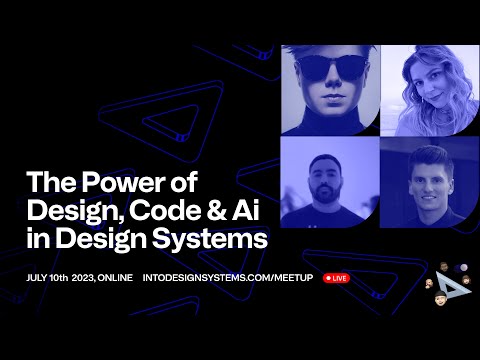 The Power of
Design, Code & Ai
in Design Systems
JULY 10th 2023, ONLINE INTODESIGNSYSTEMS.COM/MEETUP LIVE